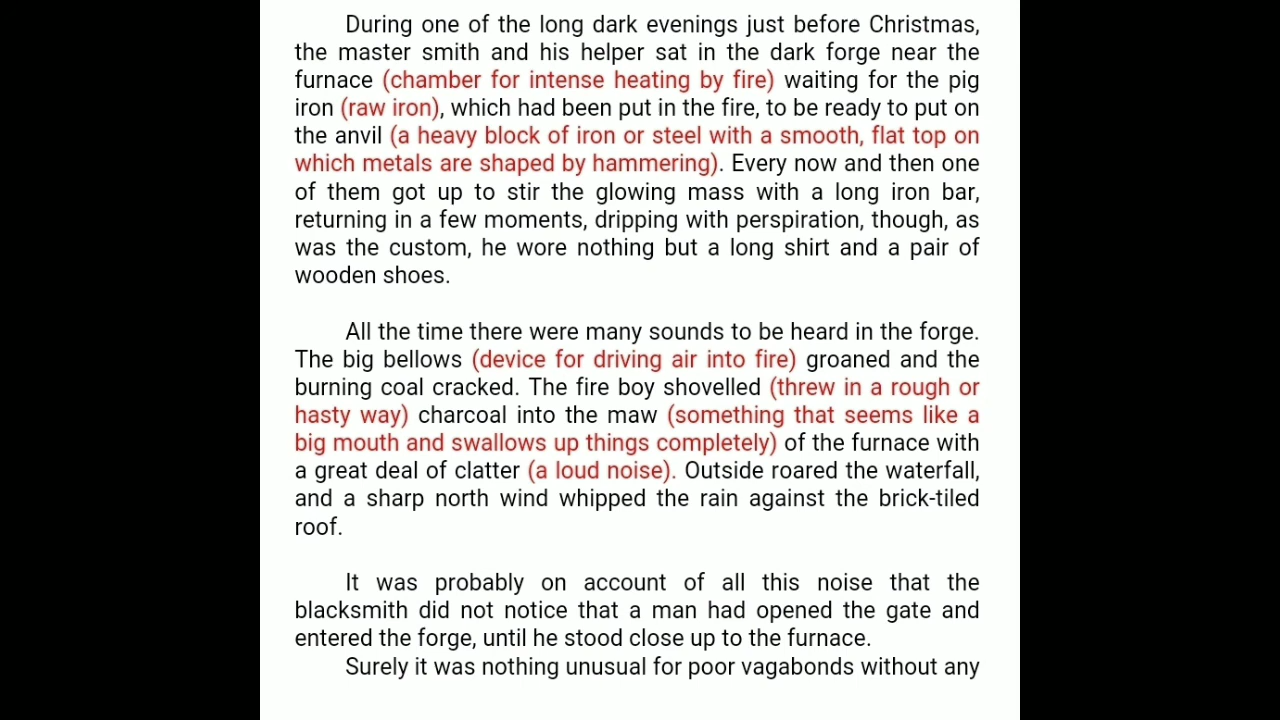 During one of the long dark evenings just before Christmas,
the master smith and his helper sat in the dark forge near the
furnace (chamber for intense heating by fire) waiting for the pig
iron (raw iron), which had been put in the fire, to be ready to put on
the anvil (a heavy block of iron or steel with a smooth, flat top on
which metals are shaped by hammering). Every now and then one
of them got up to stir the glowing mass with a long iron bar,
returning in a few moments, dripping with perspiration, though, as
was the custom, he wore nothing but a long shirt and a pair of
wooden shoes.
All the time there were many sounds to be heard in the forge.
The big bellows (device for driving air into fire) groaned and the
burning coal cracked. The fire boy shovelled (threw in a rough or
hasty way) charcoal into the maw (something that seems like a
big mouth and swallows up things completely) of the furnace with
a great deal of clatter (a loud noise). Outside roared the waterfall,
and a sharp north wind whipped the rain against the brick-tiled
roof.
It was probably on account of all this noise that the
blacksmith did not notice that a man had opened the gate and
entered the forge, until he stood close up to the furnace.
Surely it was nothing unusual for poor vagabonds without any